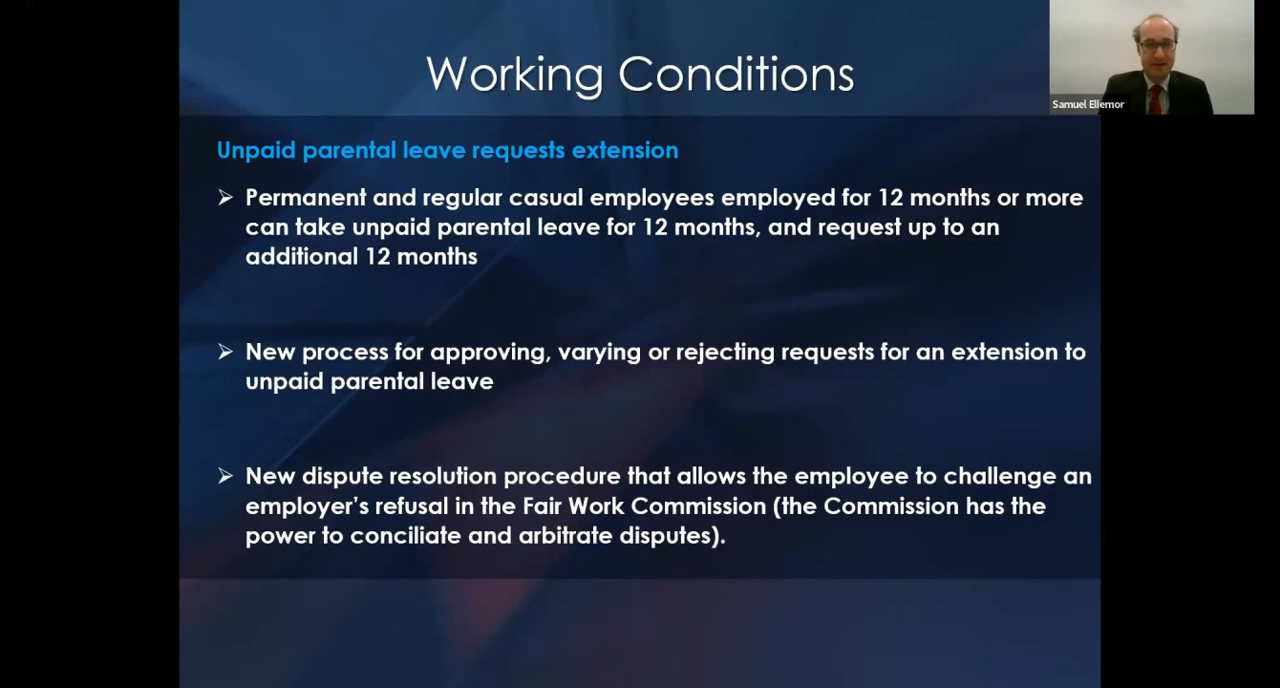 Working Conditions
Samuel Ellemor
Unpaid parental leave requests extension
Permanent and regular casual employees employed for 12 months or more
can take unpaid parental leave for 12 months, and request up to an
additional 12 months
New process for approving, varying or rejecting requests for an extension to
unpaid parental leave
New dispute resolution procedure that allows the employee to challenge an
employer’s refusal in the Fair Work Commission (the Commission has the
power to conciliate and arbitrate disputes).